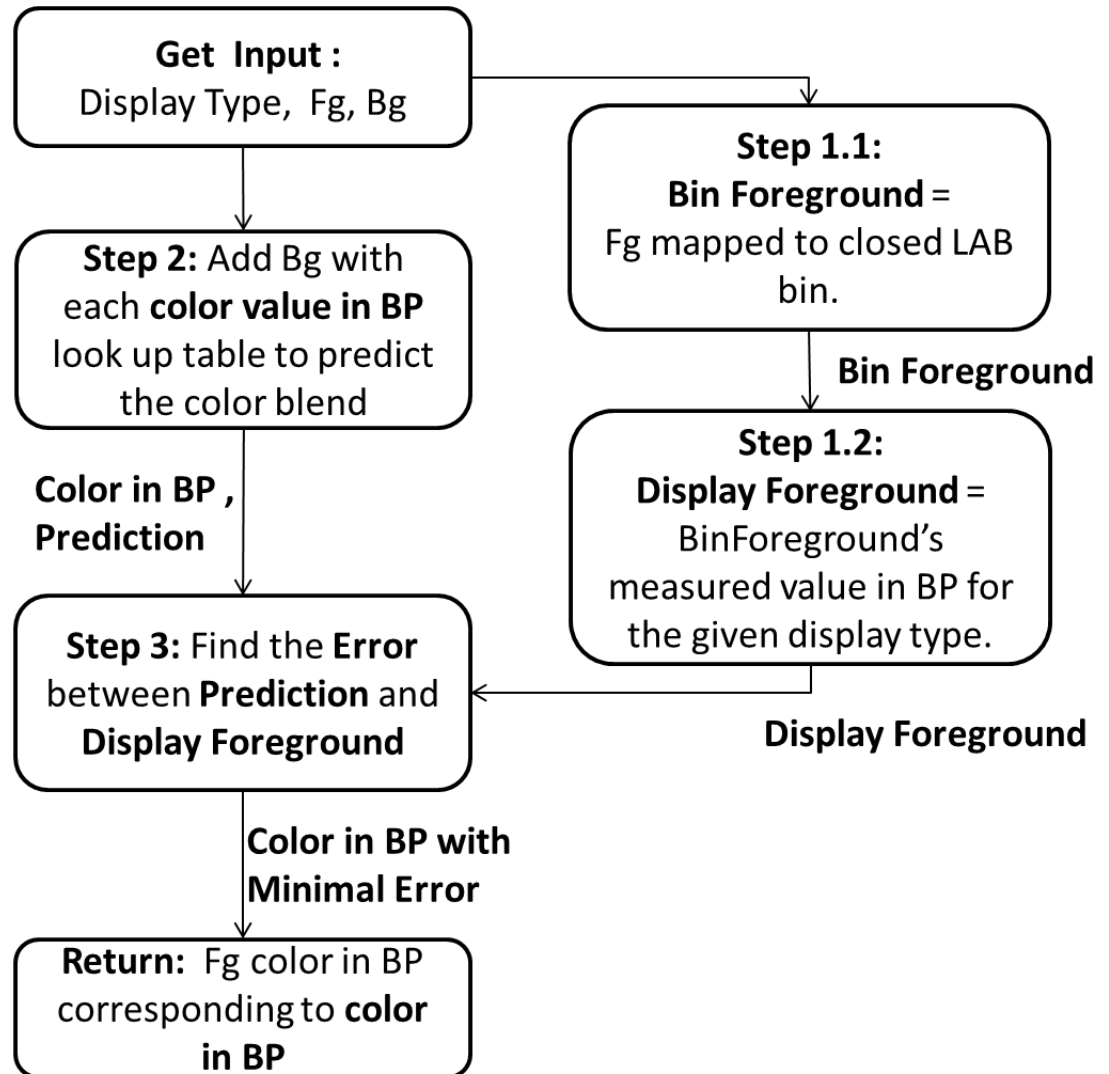 Get Input :
Display Type, Fg, Bg
Step 1.1:
Bin Foreground =
Fg mapped to closed LAB
bin.
Step 2: Add Bg with
each color value in BP
look up table to predict
the color blend
Bin Foreground
Step 1.2:
Display Foreground =
BinForeground’s
measured value in BP for
the given display type.
Color in BP ,
Prediction
Step 3: Find the Error
between Prediction and
Display Foreground
Display Foreground
Color in BP with
Minimal Error
Return: Fg color in BP
corresponding to color
in BP